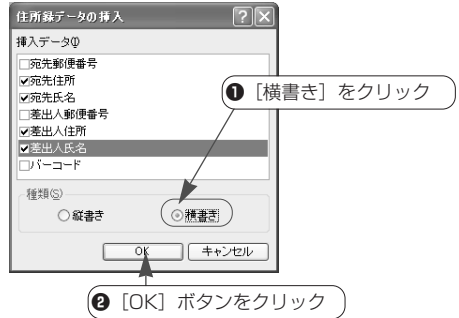 住所録データの挿入
挿入データ(I)
宛先郵便番号
宛先住所
宛先氏名
差出人郵便番号
差出人住所
差出人氏名
バーコード
❶ [横書き] をクリック
種類(S)
縦書き
横書き
OK
キャンセル
❷ [OK] ボタンをクリック